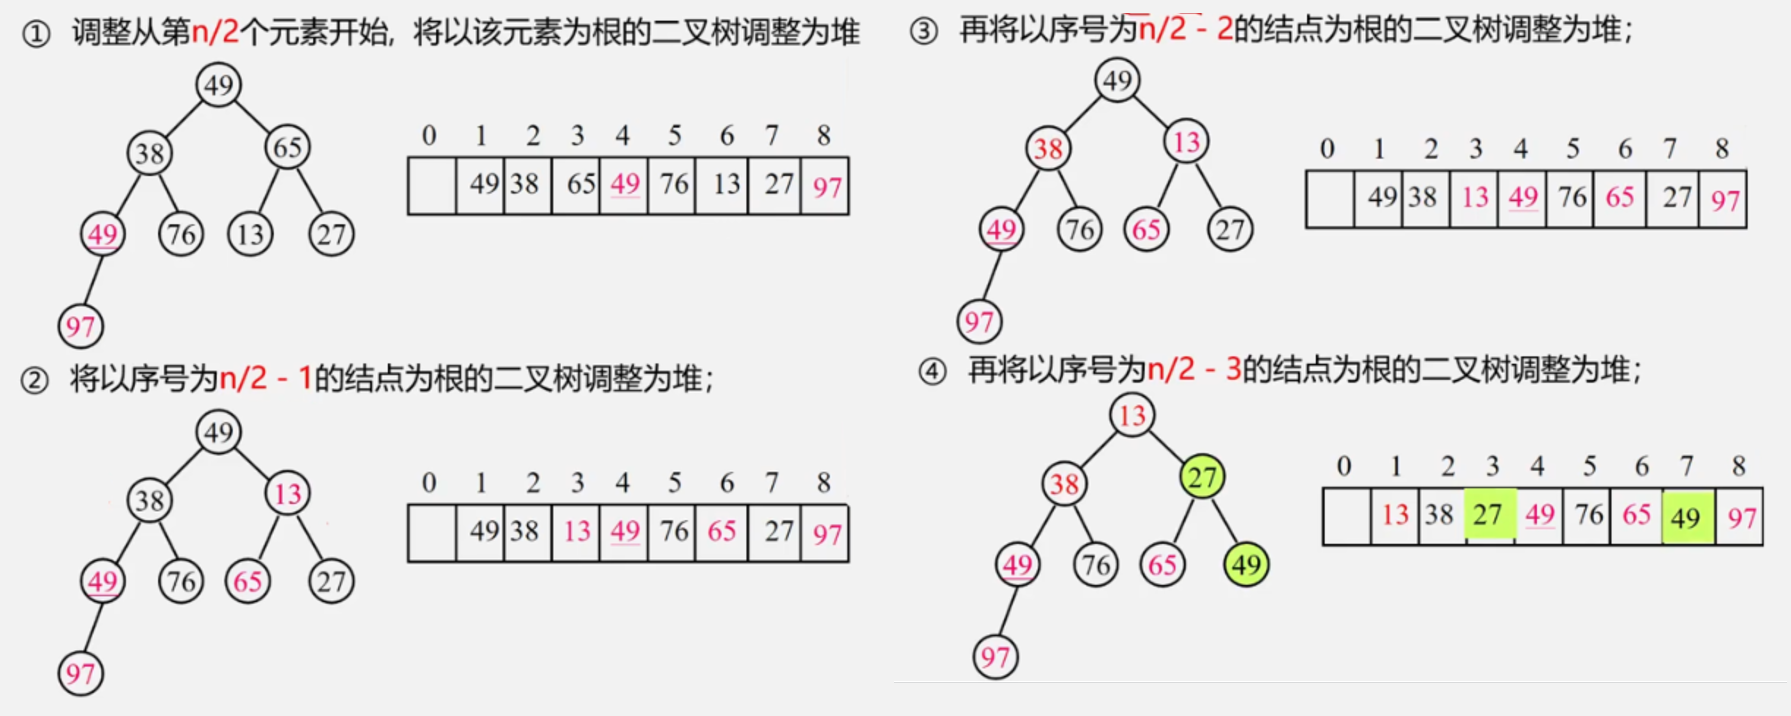 ① 调整从第n/2个元素开始, 将以该元素为根的二叉树调整为堆
49
38 65
49 76 13 27
97
0 1 2 3 4 5 6 7 8
49 38 65 49 76 13 27 97
② 将以序号为n/2 - 1的结点为根的二叉树调整为堆;
49
38 13
49 76 65 27
97
0 1 2 3 4 5 6 7 8
49 38 13 49 76 65 27 97
③ 再将以序号为n/2 - 2的结点为根的二叉树调整为堆;
49
38 13
49 76 65 27
97
0 1 2 3 4 5 6 7 8
49 38 13 49 76 65 27 97
④ 再将以序号为n/2 - 3的结点为根的二叉树调整为堆;
13
38 27
49 76 65 49
97
0 1 2 3 4 5 6 7 8
13 38 27 49 76 65 49 97